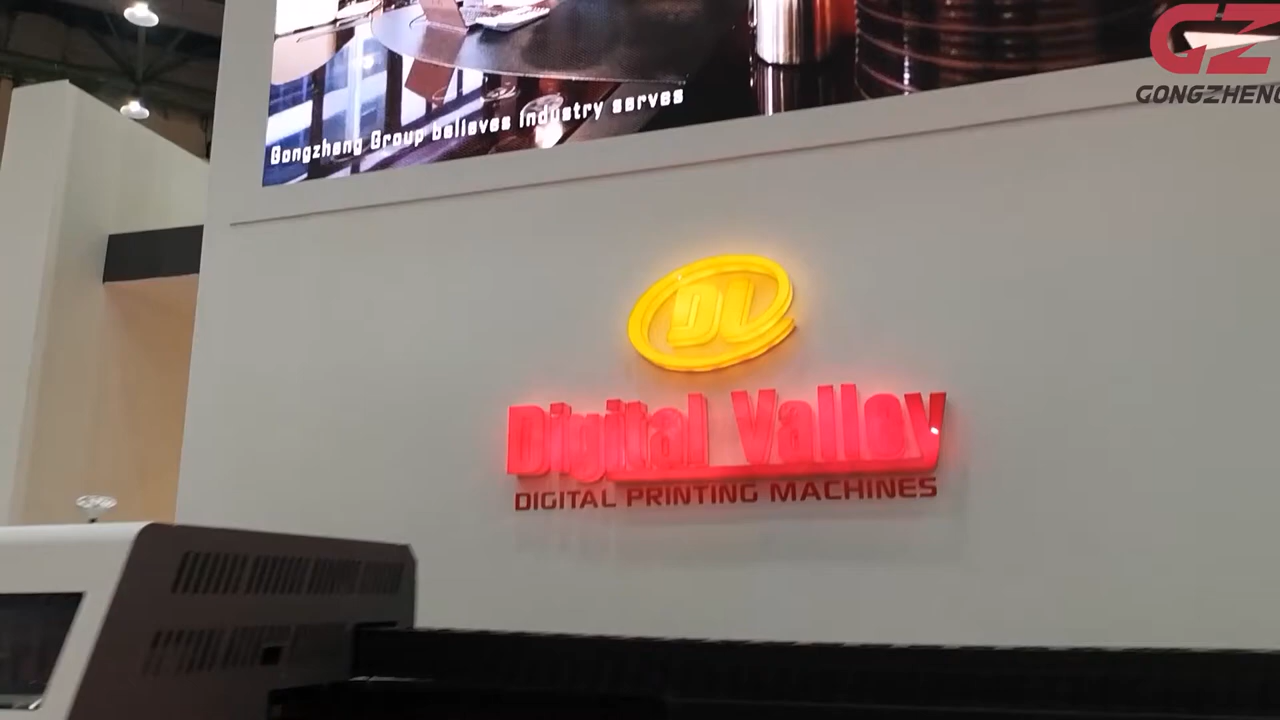 GZ
GONGZHENG
Gongzheng Group believes industry serves
DL
Digital Valley
DIGITAL PRINTING MACHINES